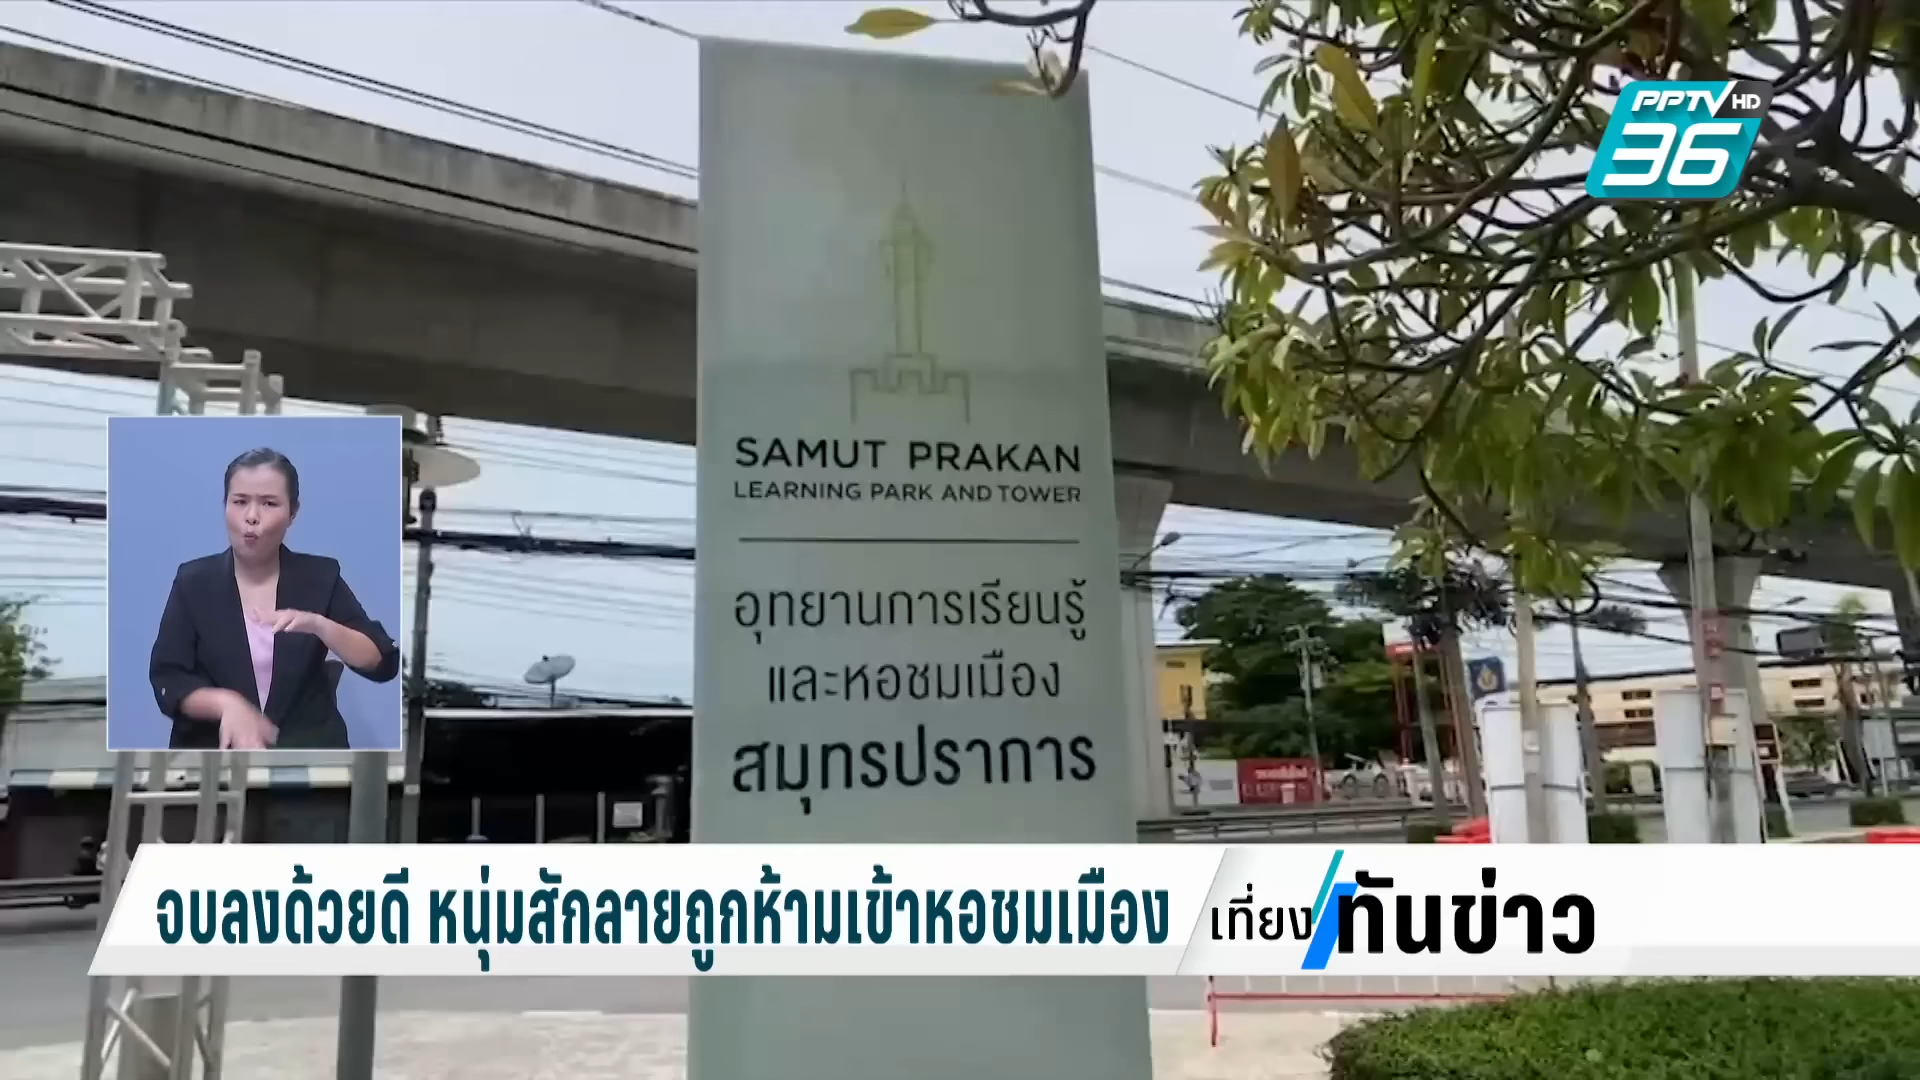 PPTV HD
36
SAMUT PRAKAN
LEARNING PARK AND TOWER
อุทยานการเรียนรู้
และหอชมเมือง
สมุทรปราการ
จบลงด้วยดี หนุ่มสักลายถูกห้ามเข้าหอชมเมือง
เที่ยงทันข่าว